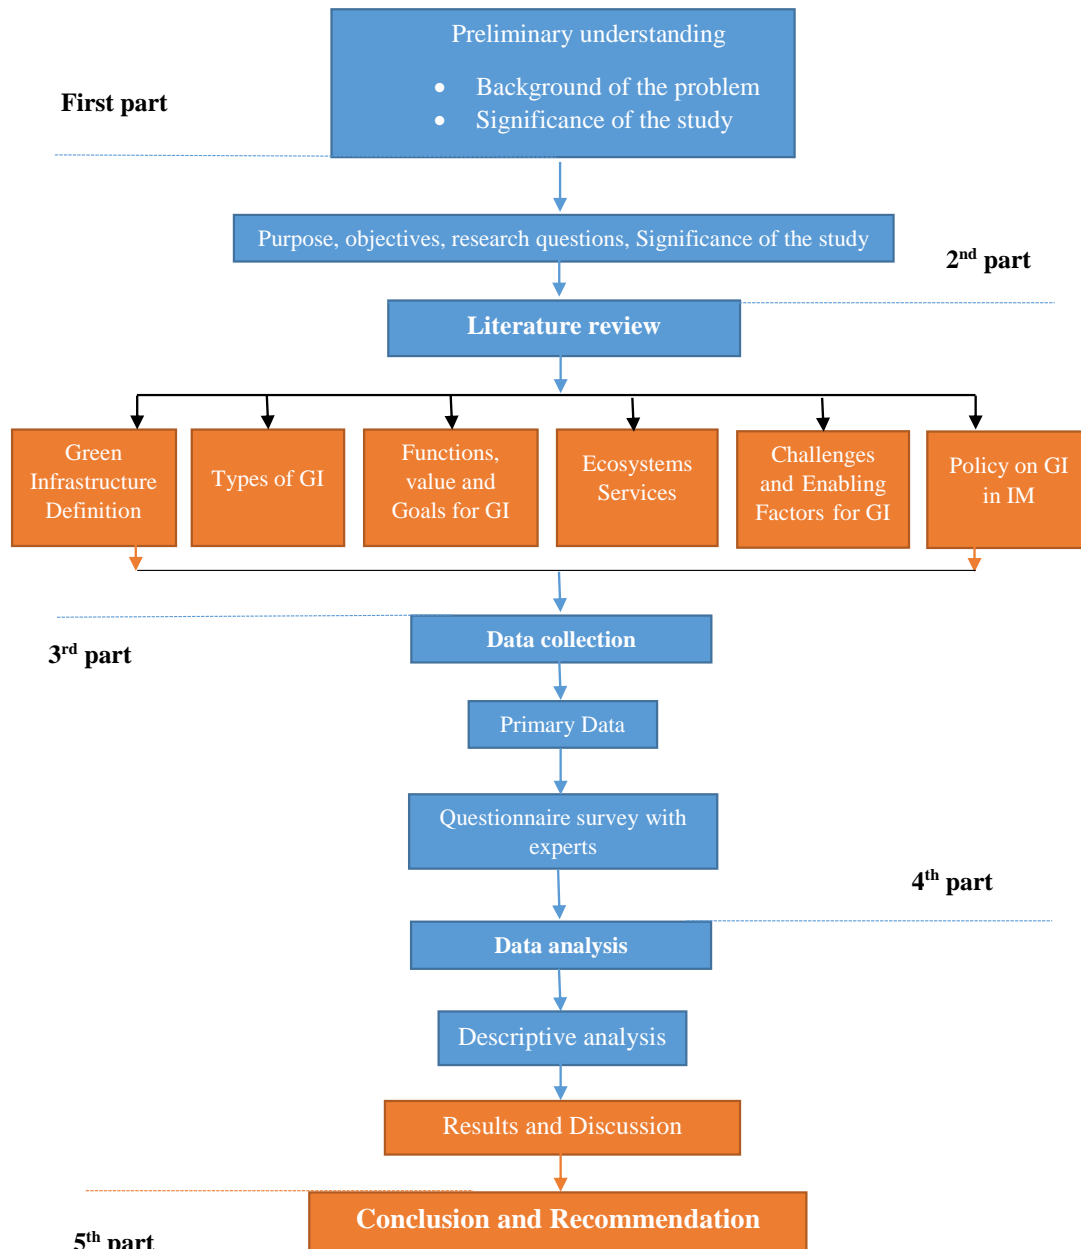 Preliminary understanding
• Background of the problem
• Significance of the study
First part
Purpose, objectives, research questions, Significance of the study
2nd part
Literature review
Green
Infrastructure
Definition
Types of GI
Functions,
value and
Goals for GI
Ecosystems
Services
Challenges
and Enabling
Factors for GI
Policy on GI
in IM
Data collection
3rd part
Primary Data
Questionnaire survey with
experts
4th part
Data analysis
Descriptive analysis
Results and Discussion
Conclusion and Recommendation
5th part